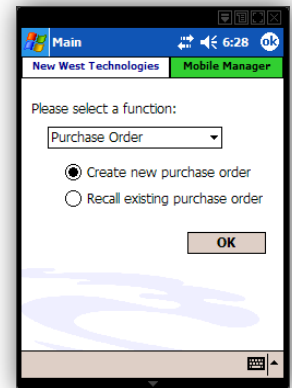 Main 6:28 ok
New West Technologies Mobile Manager
Please select a function:
Purchase Order
Create new purchase order
Recall existing purchase order
OK